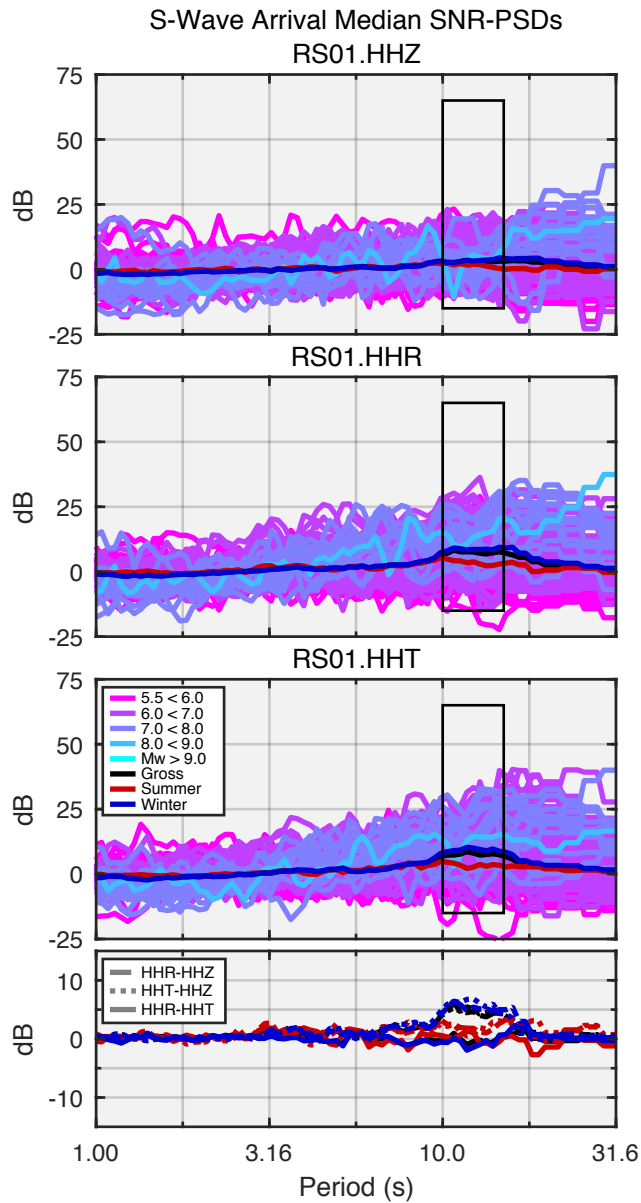 S-Wave Arrival Median SNR-PSDs
RS01.HHZ
75
50
25
0
-25
dB
RS01.HHR
75
50
25
0
-25
dB
RS01.HHT
75
50
25
0
-25
dB
5.5 < 6.0
6.0 < 7.0
7.0 < 8.0
8.0 < 9.0
Mw > 9.0
Gross
Summer
Winter
10
0
-10
dB
HHR-HHZ
HHT-HHZ
HHR-HHT
1.00 3.16 10.0 31.6
Period (s)